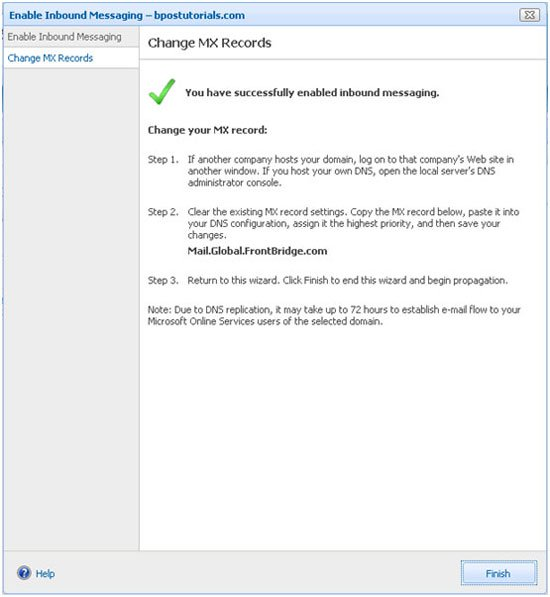 Enable Inbound Messaging – bpostutorials.com
Enable Inbound Messaging
Change MX Records
Change MX Records
You have successfully enabled inbound messaging.
Change your MX record:
Step 1. If another company hosts your domain, log on to that company's Web site in
another window. If you host your own DNS, open the local server's DNS
administrator console.
Step 2. Clear the existing MX record settings. Copy the MX record below, paste it into
your DNS configuration, assign it the highest priority, and then save your
changes.
Mail.Global.FrontBridge.com
Step 3. Return to this wizard. Click Finish to end this wizard and begin propagation.
Note: Due to DNS replication, it may take up to 72 hours to establish e-mail flow to your
Microsoft Online Services users of the selected domain.
Help
Finish